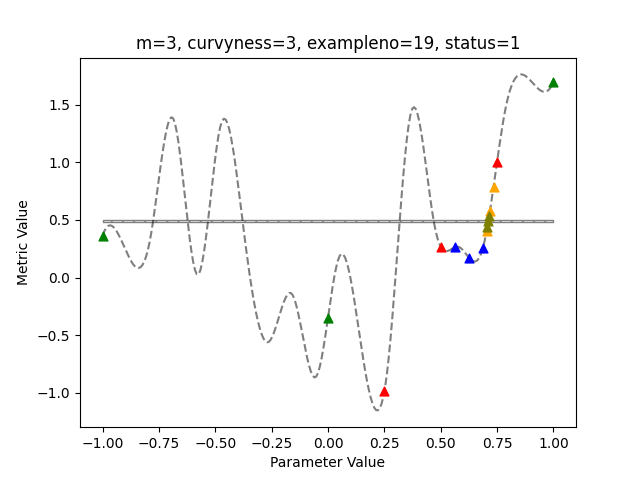 m=3, curvyness=3, exampleno=19, status=1
Metric Value
1.5
1.0
0.5
0.0
−0.5
−1.0
−1.00 −0.75 −0.50 −0.25 0.00 0.25 0.50 0.75 1.00
Parameter Value